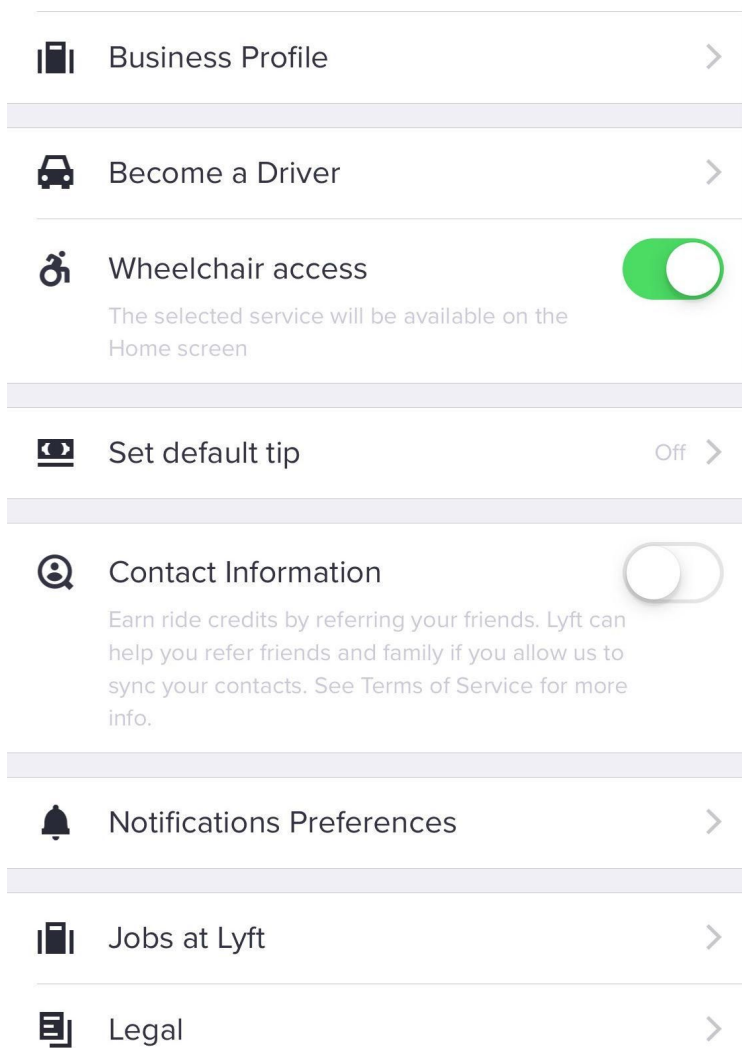 Business Profile
Become a Driver
Wheelchair access
The selected service will be available on the
Home screen
Set default tip
Off
Contact Information
Earn ride credits by referring your friends. Lyft can
help you refer friends and family if you allow us to
sync your contacts. See Terms of Service for more
info.
Notifications Preferences
Jobs at Lyft
Legal